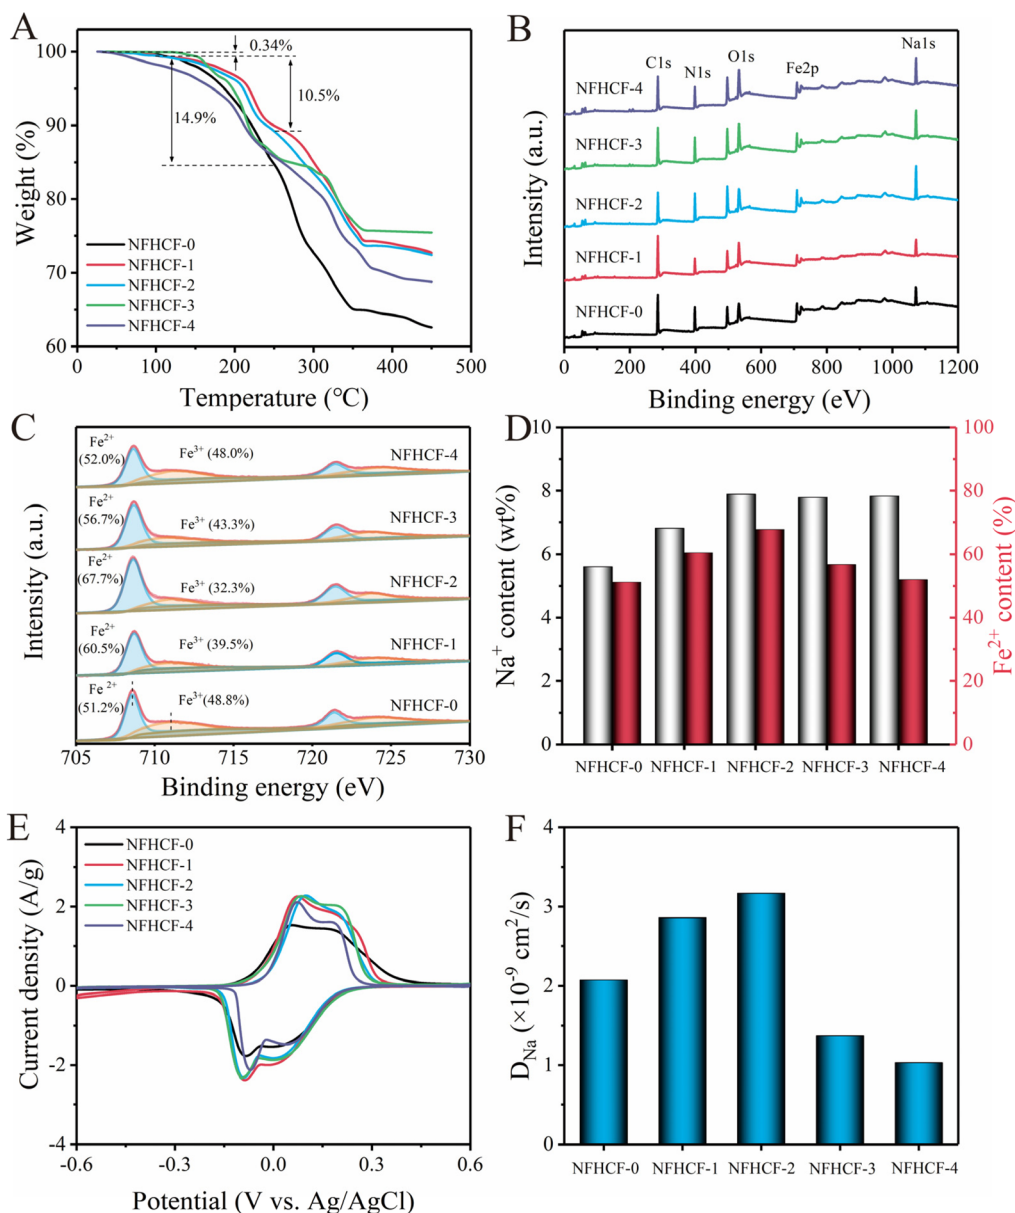 A
100
90
80
70
60
0.34%
14.9%
10.5%
NFHCF-0
NFHCF-1
NFHCF-2
NFHCF-3
NFHCF-4
0 100 200 300 400 500
Temperature (℃)
Weight (%)
B
C1s
N1s
O1s
Fe2p
Na1s
NFHCF-4
NFHCF-3
NFHCF-2
NFHCF-1
NFHCF-0
0 200 400 600 800 1000 1200
Binding energy (eV)
Intensity (a.u.)
C
Fe²⁺
(52.0%)
Fe³⁺ (48.0%)
NFHCF-4
Fe²⁺
(56.7%)
Fe³⁺ (43.3%)
NFHCF-3
Fe²⁺
(67.7%)
Fe³⁺ (32.3%)
NFHCF-2
Fe²⁺
(60.5%)
Fe³⁺ (39.5%)
NFHCF-1
Fe ²⁺
(51.2%)
Fe³⁺(48.8%)
NFHCF-0
705 710 715 720 725 730
Binding energy (eV)
Intensity (a.u.)
D
10
8
6
4
2
0
Na⁺ content (wt%)
100
80
60
40
20
0
Fe²⁺ content (%)
NFHCF-0 NFHCF-1 NFHCF-2 NFHCF-3 NFHCF-4
E
4
2
0
-2
-4
NFHCF-0
NFHCF-1
NFHCF-2
NFHCF-3
NFHCF-4
-0.6 -0.3 0.0 0.3 0.6
Potential (V vs. Ag/AgCl)
Current density (A/g)
F
4
3
2
1
0
D_Na (×10⁻⁹ cm²/s)
NFHCF-0 NFHCF-1 NFHCF-2 NFHCF-3 NFHCF-4